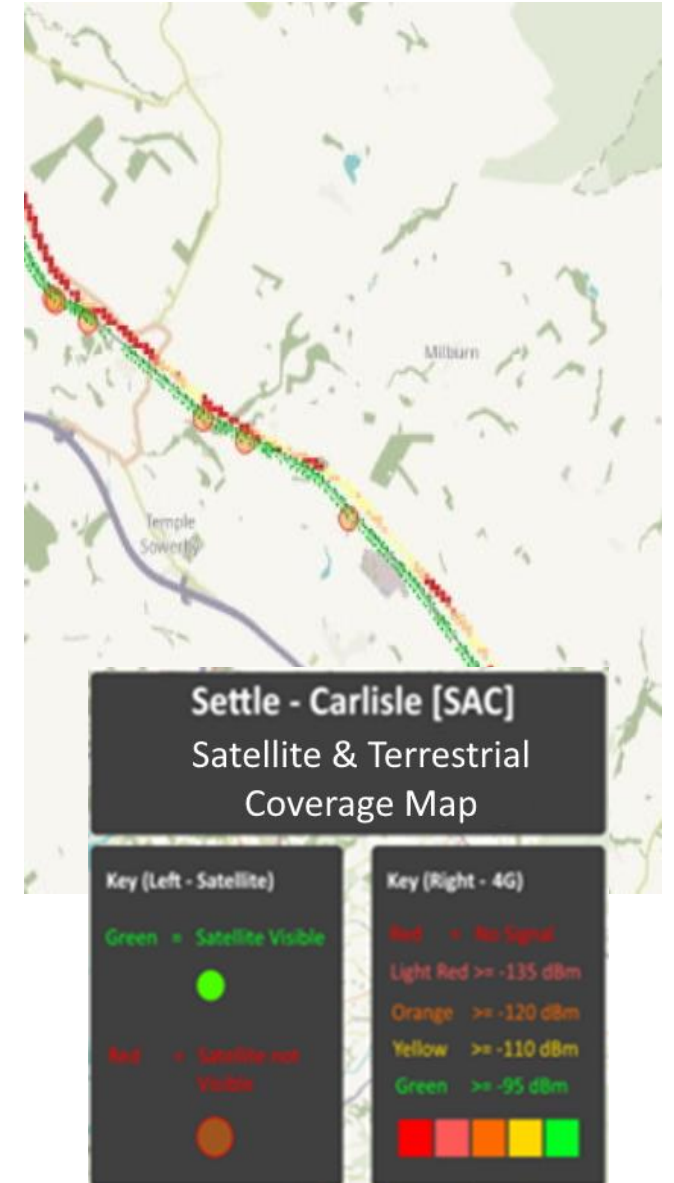 Milburn
Temple
Sowerby
Settle - Carlisle [SAC]
Satellite & Terrestrial
Coverage Map
Key (Left - Satellite)
Green = Satellite Visible
Red = Satellite not
Visible
Key (Right - 4G)
Red = No Signal
Light Red >= -135 dBm
Orange >= -120 dBm
Yellow >= -110 dBm
Green >= -95 dBm